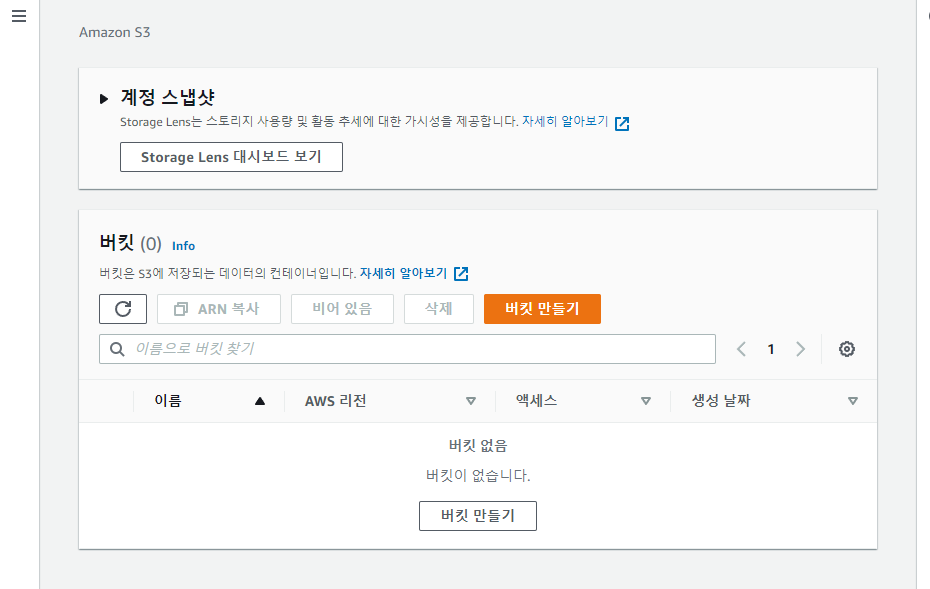 Amazon S3
계정 스냅샷
Storage Lens는 스토리지 사용량 및 활동 추세에 대한 가시성을 제공합니다. 자세히 알아보기
Storage Lens 대시보드 보기
버킷 (0) Info
버킷은 S3에 저장되는 데이터의 컨테이너입니다. 자세히 알아보기
ARN 복사 비어 있음 삭제 버킷 만들기
이름으로 버킷 찾기 1
이름 AWS 리전 액세스 생성 날짜
버킷 없음
버킷이 없습니다.
버킷 만들기